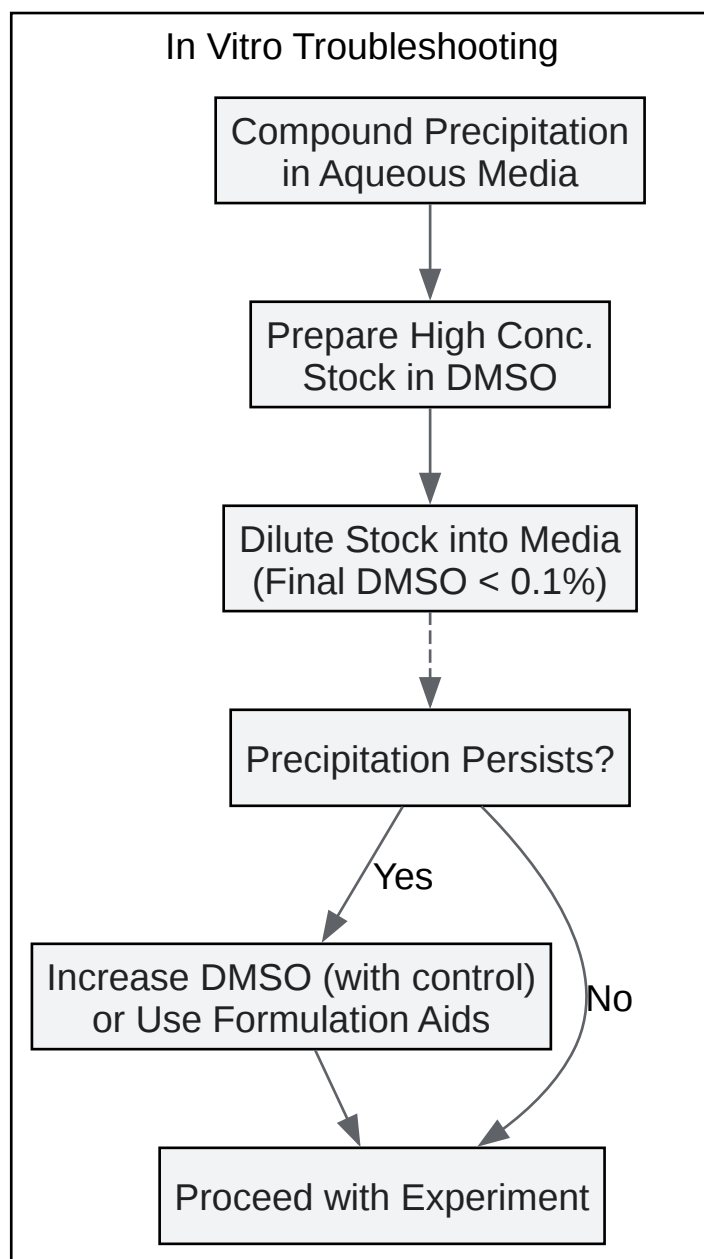 In Vitro Troubleshooting
Compound Precipitation
in Aqueous Media
Prepare High Conc.
Stock in DMSO
Dilute Stock into Media
(Final DMSO < 0.1%)
Precipitation Persists?
Yes
Increase DMSO (with control)
or Use Formulation Aids
No
Proceed with Experiment